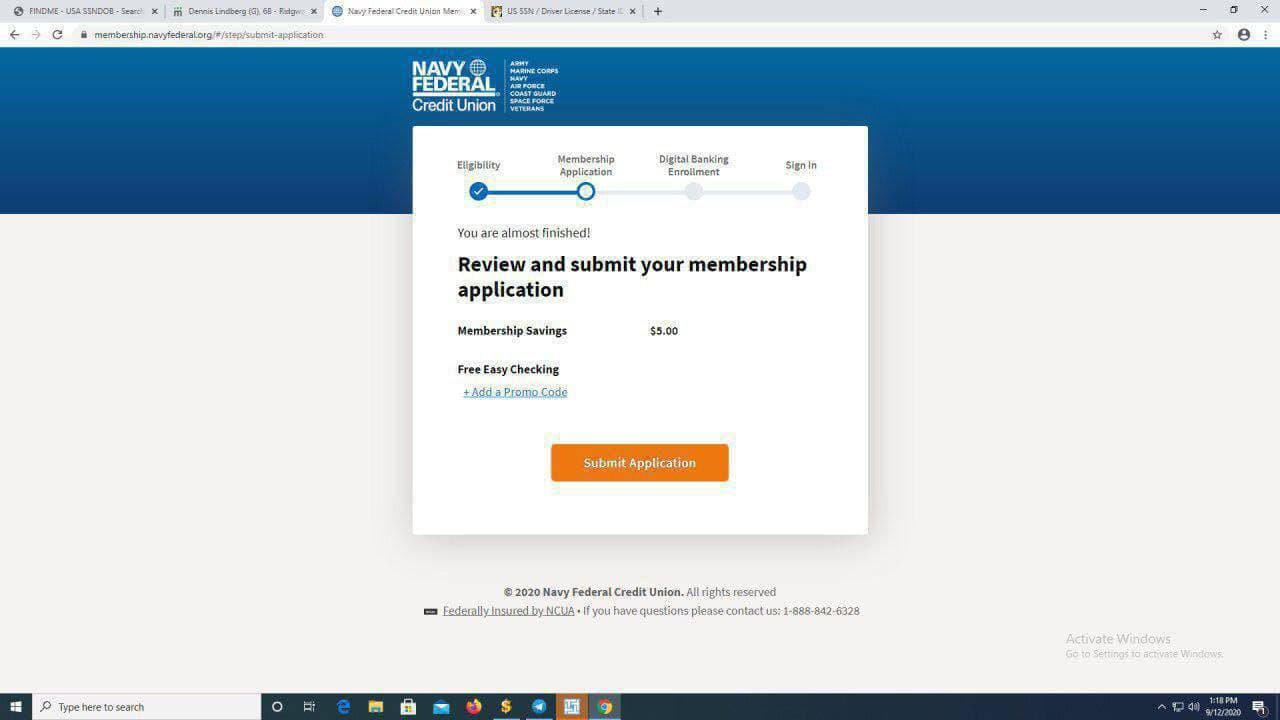 FINDME - USA SSNDOB - Search
Dennis Lindberg (G), 68 - Ridgwa
Navy Federal Credit Union Mem
US SSN / Driver License / State ID
membership.navyfederal.org/#/step/submit-application
NAVY
FEDERAL
Credit Union
ARMY
MARINE CORPS
NAVY
AIR FORCE
COAST GUARD
SPACE FORCE
VETERANS
Eligibility
Membership
Application
Digital Banking
Enrollment
Sign In
You are almost finished!
Review and submit your membership
application
Membership Savings $5.00
Free Easy Checking
+ Add a Promo Code
Submit Application
© 2020 Navy Federal Credit Union. All rights reserved
Federally Insured by NCUA • If you have questions please contact us: 1-888-842-6328
Activate Windows
Go to Settings to activate Windows.
Type here to search
1:18 PM
9/12/2020